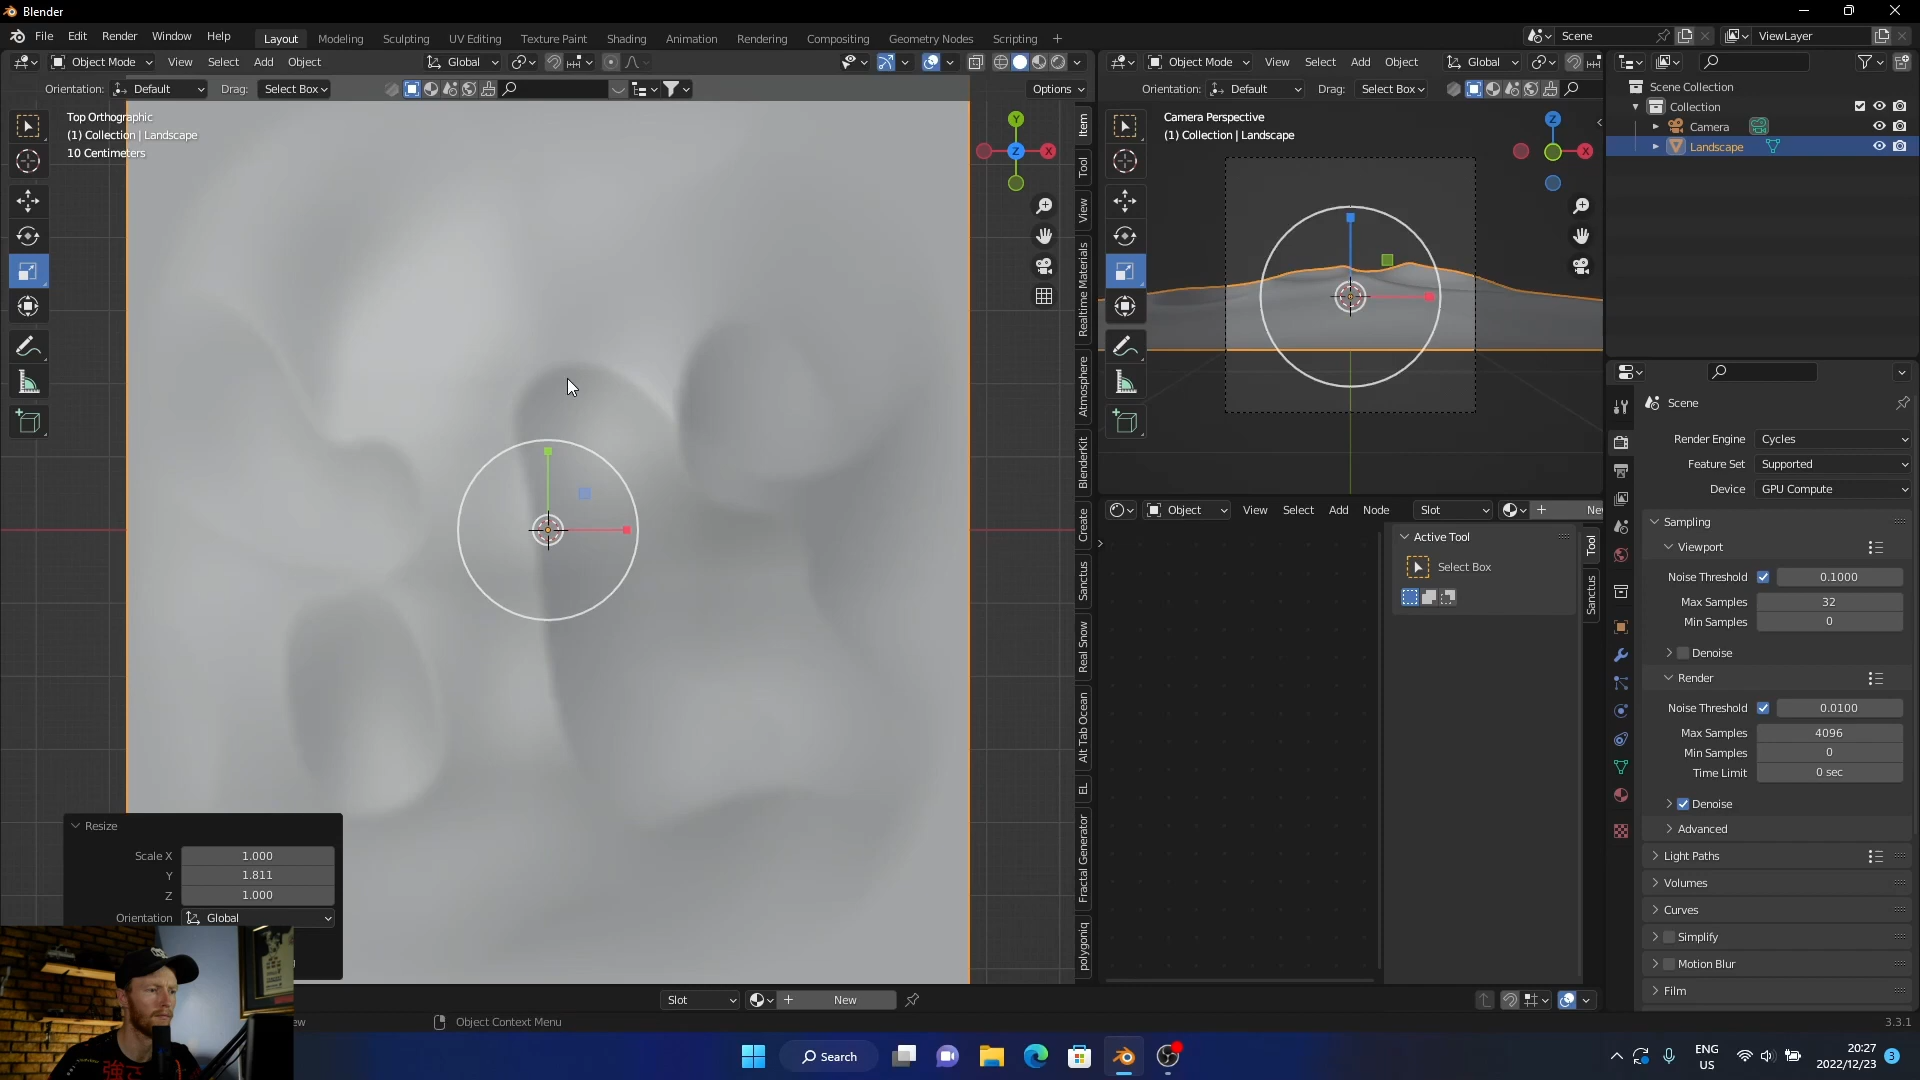 Blender
File Edit Render Window Help Layout Modeling Sculpting UV Editing Texture Paint Shading Animation Rendering Compositing Geometry Nodes Scripting + Scene ViewLayer
Object Mode View Select Add Object Global
Orientation: Default Drag: Select Box Options
Top Orthographic
(1) Collection | Landscape
10 Centimeters
Y
Z
X
Item
Tool
View
Realtime Materials
Atmosphere
BlenderKit
Create
Sanctus
Real Snow
Alt Tab Ocean
EL
Fractal Generator
polygoniq
Resize
Scale X 1.000
Y 1.811
Z 1.000
Orientation Global
Slot New
Object Context Menu
Object Mode View Select Add Object Global
Orientation: Default Drag: Select Box
Camera Perspective
(1) Collection | Landscape
Z
X
Object View Select Add Node Slot
Active Tool
Select Box
Tool
Sanctus
Scene Collection
Collection
Camera
Landscape
Scene
Render Engine Cycles
Feature Set Supported
Device GPU Compute
Sampling
Viewport
Noise Threshold 0.1000
Max Samples 32
Min Samples 0
Denoise
Render
Noise Threshold 0.0100
Max Samples 4096
Min Samples 0
Time Limit 0 sec
Denoise
Advanced
Light Paths
Volumes
Curves
Simplify
Motion Blur
Film
3.3.1
Search
ENG
US
20:27
2022/12/23
3